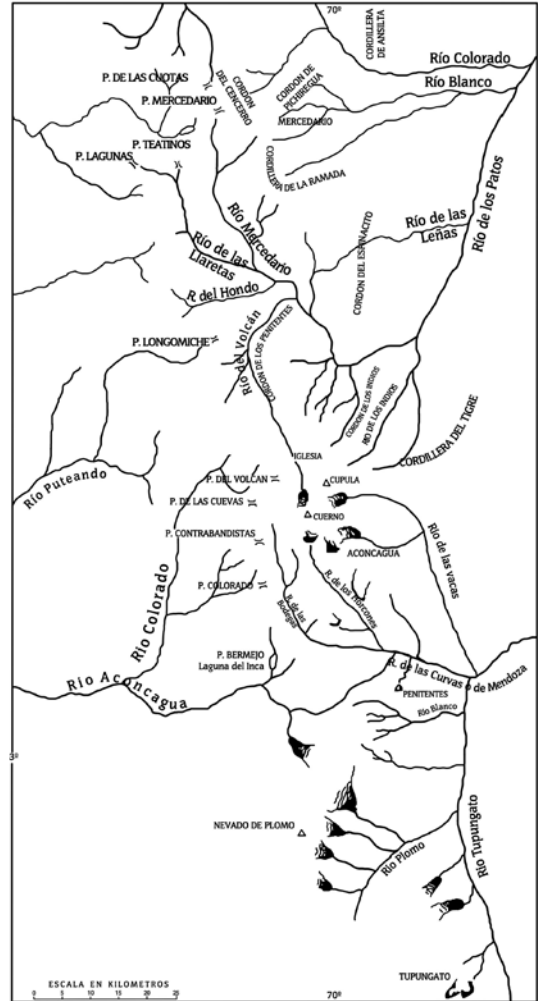 70º
CORDILLERA
DE ANSILTA
Río Colorado
P. DE LAS CUOTAS
CORDON
DEL CENCERRO
CORDON DE
PICHIREGUA
Río Blanco
P. MERCEDARIO
MERCEDARIO
P. TEATINOS
P. LAGUNAS
CORDILLERA DE LA RAMADA
Río de los Patos
Río Mercedario
Río de las
Llaretas
Río de las
Leñas
CORDON DEL ESPINACITO
R. del Hondo
Río del Volcán
CORDON DE LOS PENITENTES
P. LONGOMICHE
CORDON DE LOS INDIOS
RIO DE LOS INDIOS
CORDILLERA DEL TIGRE
IGLESIA
Río Puteando
P. DEL VOLCAN
CUPULA
P. DE LAS CUEVAS
CUERNO
P. CONTRABANDISTAS
ACONCAGUA
Río de las vacas
Río Colorado
P. COLORADO
R. de las
Bodegas
R. de los Horcones
P. BERMEJO
Laguna del Inca
R. de las Curvas o de Mendoza
Río Aconcagua
PENITENTES
Río Blanco
3º
NEVADO DE PLOMO
Río Plomo
Río Tupungato
TUPUNGATO
ESCALA EN KILOMETROS
0 5 10 15 20 25
70º